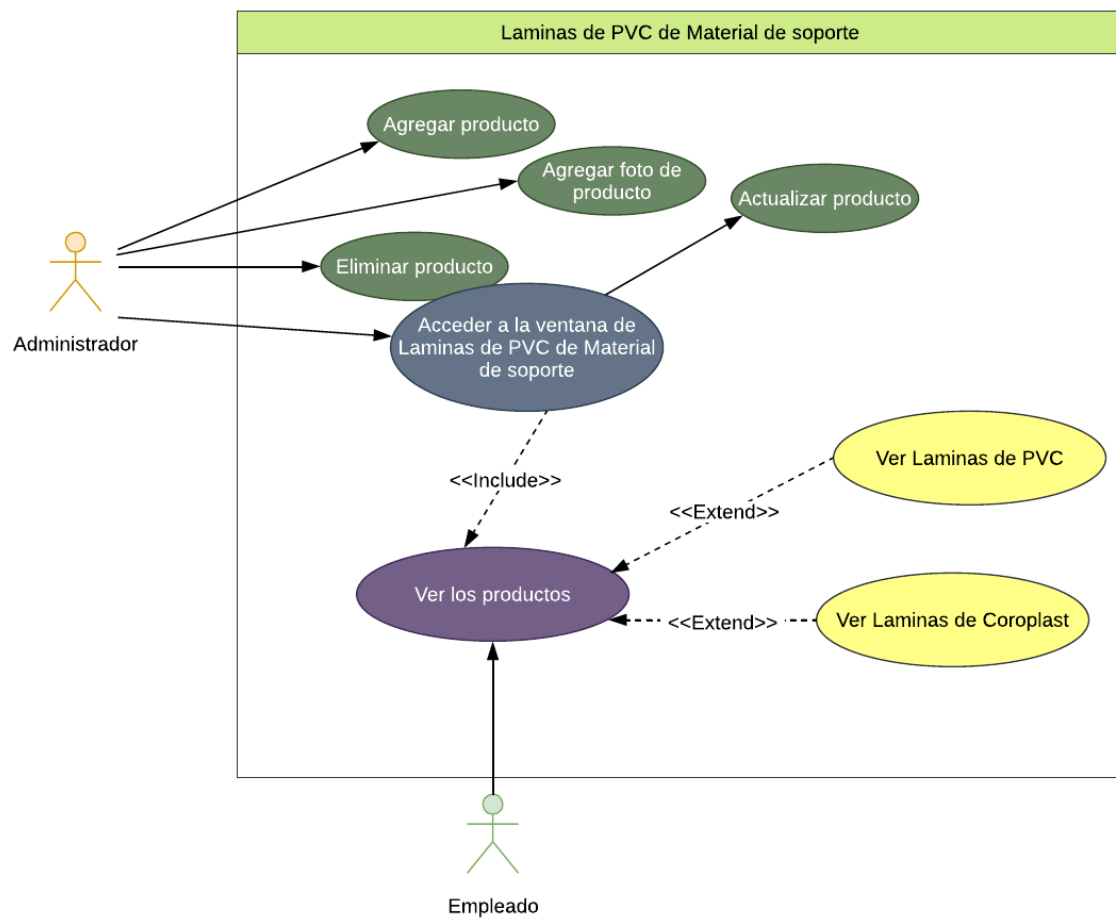 Laminas de PVC de Material de soporte
Agregar producto
Agregar foto de
producto
Actualizar producto
Eliminar producto
Administrador
Acceder a la ventana de
Laminas de PVC de Material
de soporte
Ver Laminas de PVC
<<Include>>
<<Extend>>
Ver los productos
<<Extend>>
Ver Laminas de Coroplast
Empleado